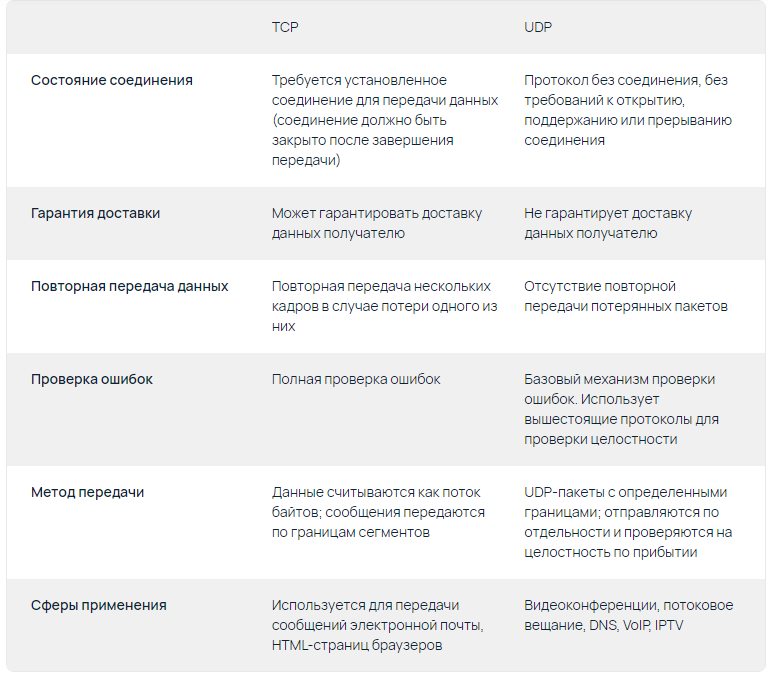 TCP UDP
Состояние соединения
Требуется установленное
соединение для передачи данных
(соединение должно быть
закрыто после завершения
передачи)
Протокол без соединения, без
требований к открытию,
поддержанию или прерыванию
соединения
Гарантия доставки
Может гарантировать доставку
данных получателю
Не гарантирует доставку
данных получателю
Повторная передача данных
Повторная передача нескольких
кадров в случае потери одного из
них
Отсутствие повторной
передачи потерянных пакетов
Проверка ошибок
Полная проверка ошибок
Базовый механизм проверки
ошибок. Использует
вышестоящие протоколы для
проверки целостности
Метод передачи
Данные считываются как поток
байтов; сообщения передаются
по границам сегментов
UDP-пакеты с определенными
границами; отправляются по
отдельности и проверяются на
целостность по прибытии
Сферы применения
Используется для передачи
сообщений электронной почты,
HTML-страниц браузеров
Видеоконференции, потоковое
вещание, DNS, VoIP, IPTV